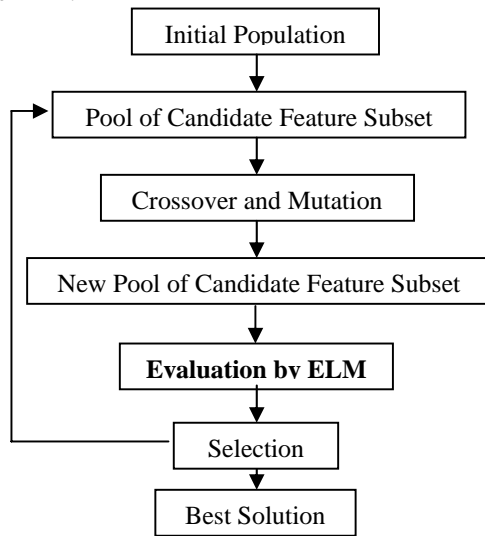 Initial Population
Pool of Candidate Feature Subset
Crossover and Mutation
New Pool of Candidate Feature Subset
Evaluation by ELM
Selection
Best Solution